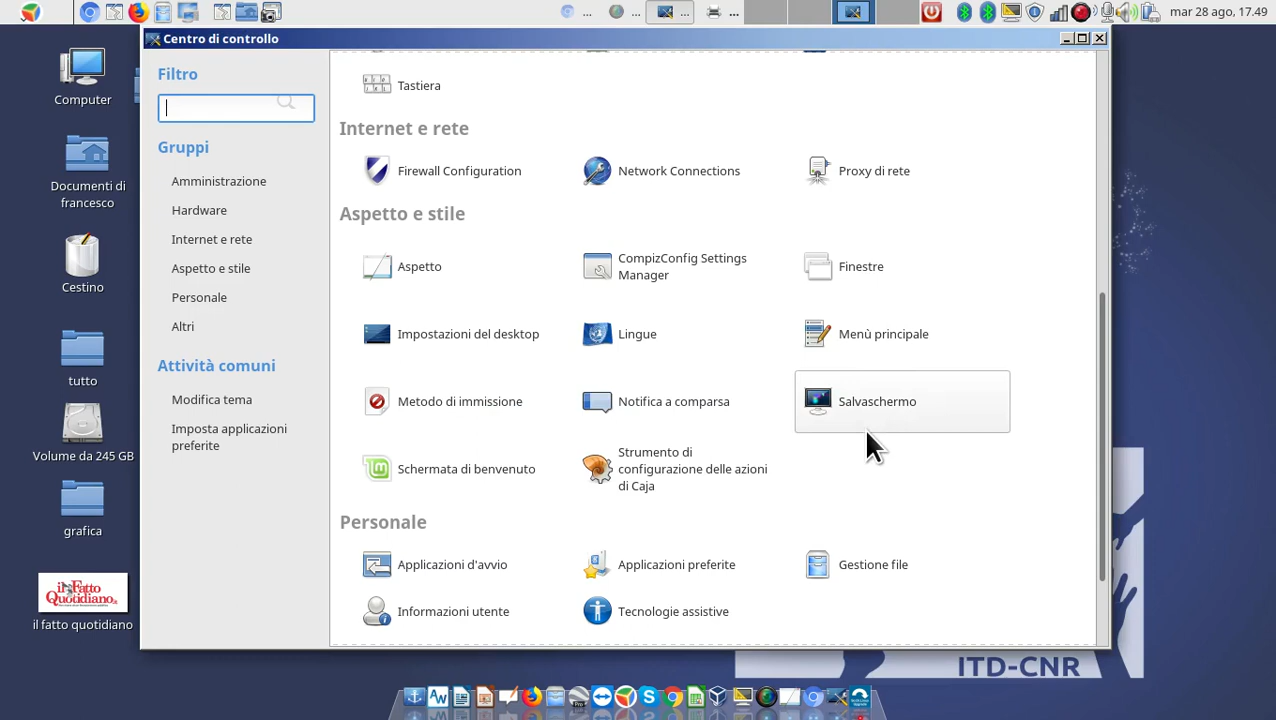 ... ... ... ...
mar 28 ago, 17.49
Centro di controllo
Computer
Documenti di
francesco
Cestino
tutto
Volume da 245 GB
grafica
il Fatto
Quotidiano
il fatto quotidiano
Filtro
Gruppi
Amministrazione
Hardware
Internet e rete
Aspetto e stile
Personale
Altri
Attività comuni
Modifica tema
Imposta applicazioni
preferite
Tastiera
Internet e rete
Firewall Configuration
Network Connections
Proxy di rete
Aspetto e stile
Aspetto
CompizConfig Settings
Manager
Finestre
Impostazioni del desktop
Lingue
Menù principale
Metodo di immissione
Notifica a comparsa
Salvaschermo
Schermata di benvenuto
Strumento di
configurazione delle azioni
di Caja
Personale
Applicazioni d'avvio
Applicazioni preferite
Gestione file
Informazioni utente
Tecnologie assistive
ITD-CNR